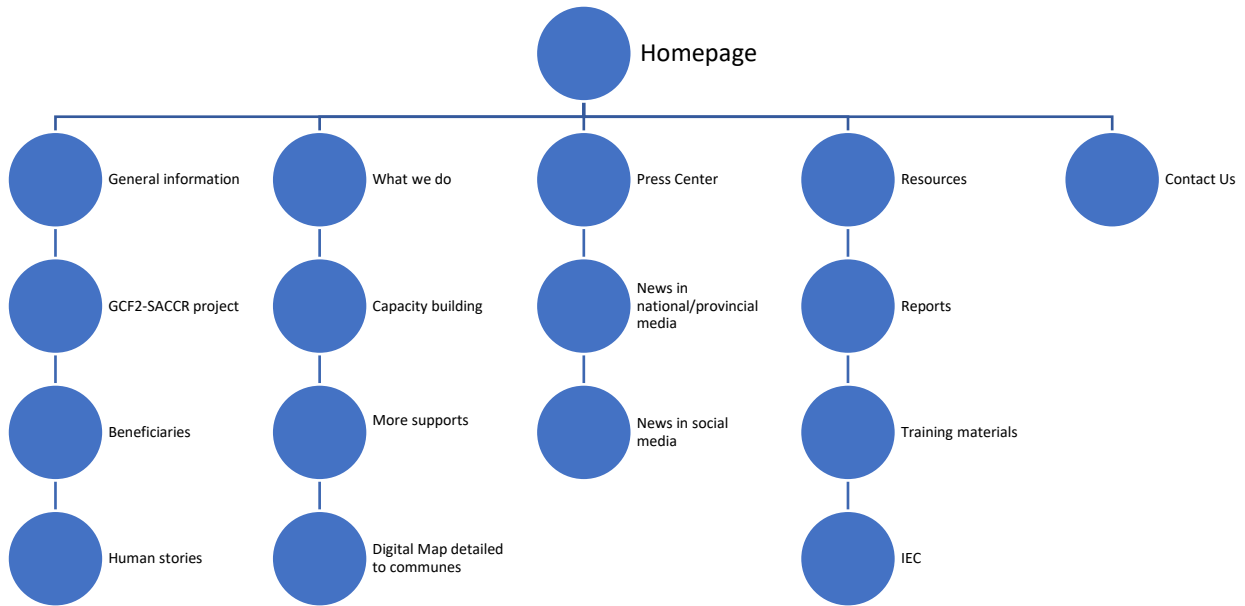 Homepage
General information
What we do
Press Center
Resources
Contact Us
GCF2-SACCR project
Capacity building
News in
national/provincial
media
Reports
Beneficiaries
More supports
News in social
media
Training materials
Human stories
Digital Map detailed
to communes
IEC